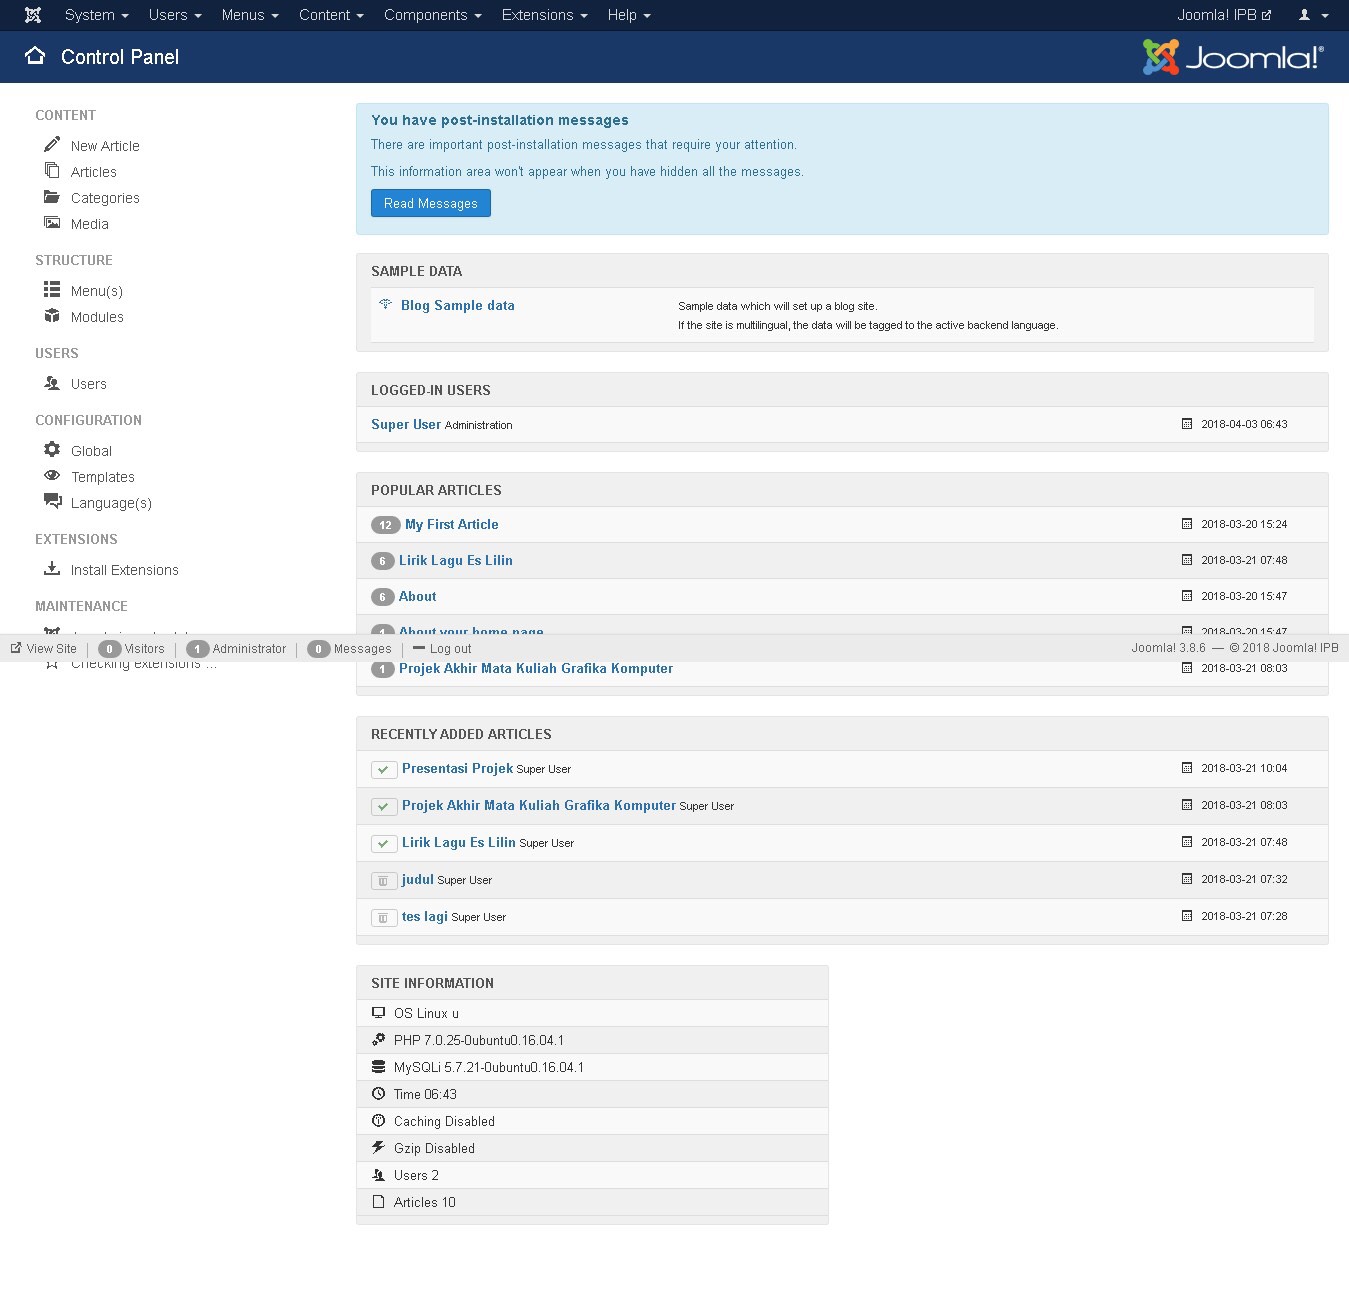 System Users Menus Content Components Extensions Help Joomla! IPB
Control Panel
Joomla!®
CONTENT
New Article
Articles
Categories
Media
STRUCTURE
Menu(s)
Modules
USERS
Users
CONFIGURATION
Global
Templates
Language(s)
EXTENSIONS
Install Extensions
MAINTENANCE
Checking extensions ...
You have post-installation messages
There are important post-installation messages that require your attention.
This information area won't appear when you have hidden all the messages.
Read Messages
SAMPLE DATA
Blog Sample data Sample data which will set up a blog site.
If the site is multilingual, the data will be tagged to the active backend language.
LOGGED-IN USERS
Super User Administration 2018-04-03 06:43
POPULAR ARTICLES
12 My First Article 2018-03-20 15:24
6 Lirik Lagu Es Lilin 2018-03-21 07:48
6 About 2018-03-20 15:47
1 About your home page 2018-03-20 15:47
View Site 0 Visitors 1 Administrator 0 Messages Log out Joomla! 3.8.6 — © 2018 Joomla! IPB
1 Projek Akhir Mata Kuliah Grafika Komputer 2018-03-21 08:03
RECENTLY ADDED ARTICLES
Presentasi Projek Super User 2018-03-21 10:04
Projek Akhir Mata Kuliah Grafika Komputer Super User 2018-03-21 08:03
Lirik Lagu Es Lilin Super User 2018-03-21 07:48
judul Super User 2018-03-21 07:32
tes lagi Super User 2018-03-21 07:28
SITE INFORMATION
OS Linux u
PHP 7.0.25-0ubuntu0.16.04.1
MySQLi 5.7.21-0ubuntu0.16.04.1
Time 06:43
Caching Disabled
Gzip Disabled
Users 2
Articles 10